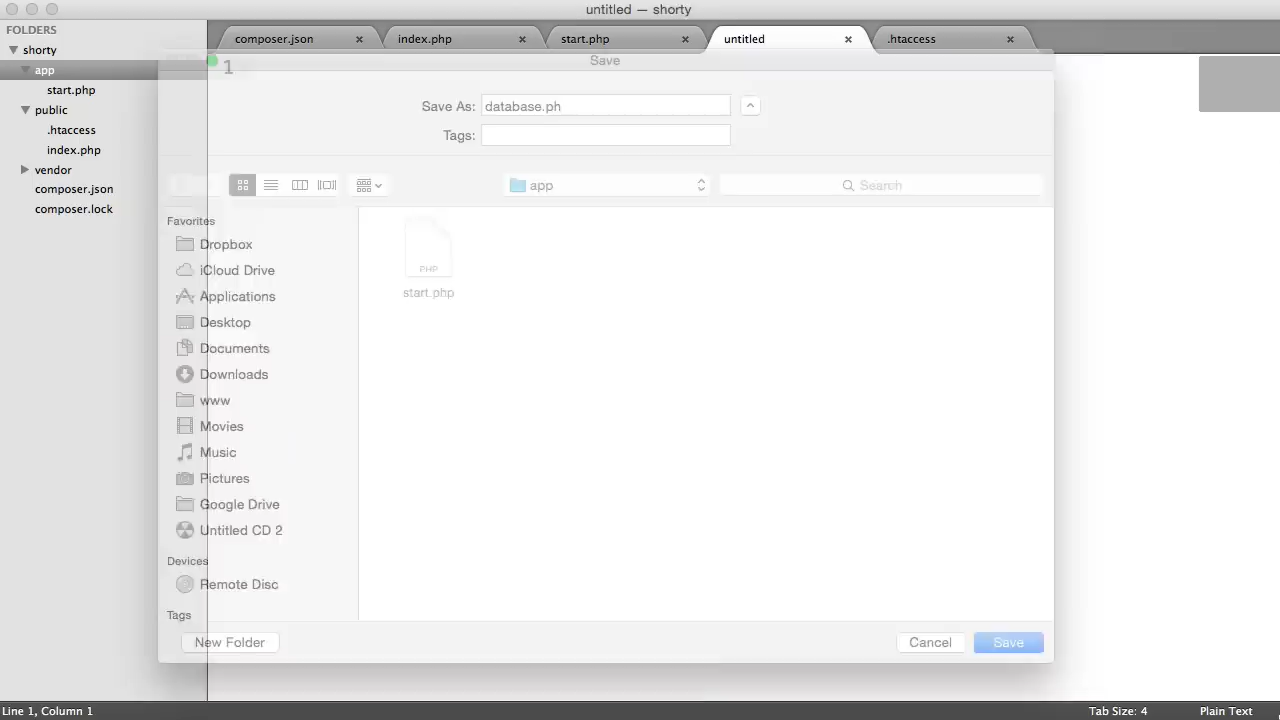 untitled — shorty
FOLDERS
shorty
app
start.php
public
.htaccess
index.php
vendor
composer.json
composer.lock
composer.json
index.php
start.php
untitled
.htaccess
1
Save
Save As: database.ph
Tags:
app
Search
Favorites
Dropbox
iCloud Drive
Applications
Desktop
Documents
Downloads
www
Movies
Music
Pictures
Google Drive
Untitled CD 2
Devices
Remote Disc
Tags
PHP
start.php
New Folder
Cancel
Save
Line 1, Column 1
Tab Size: 4
Plain Text